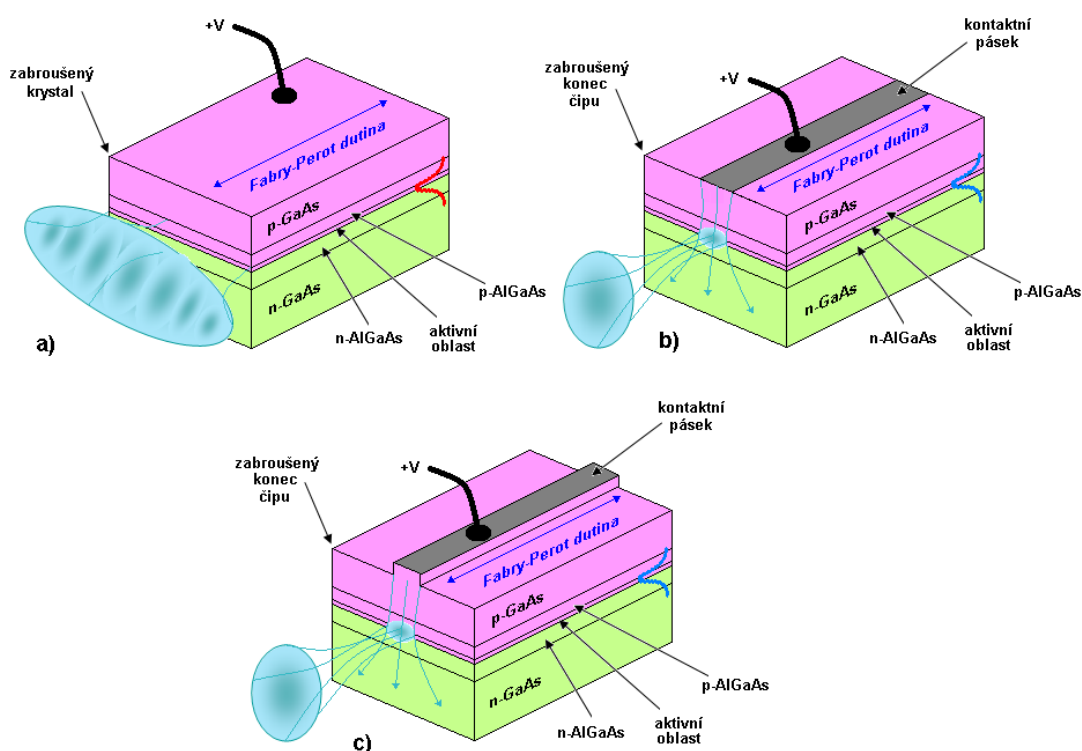 +V
zabroušený
krystal
Fabry-Perot dutina
p-GaAs
n-GaAs
p-AlGaAs
aktivní
oblast
n-AlGaAs
a)
kontaktní
pásek
+V
zabroušený
konec
čipu
Fabry-Perot dutina
p-GaAs
n-GaAs
p-AlGaAs
aktivní
oblast
n-AlGaAs
b)
kontaktní
pásek
+V
zabroušený
konec
čipu
Fabry-Perot dutina
p-GaAs
n-GaAs
p-AlGaAs
aktivní
oblast
n-AlGaAs
c)